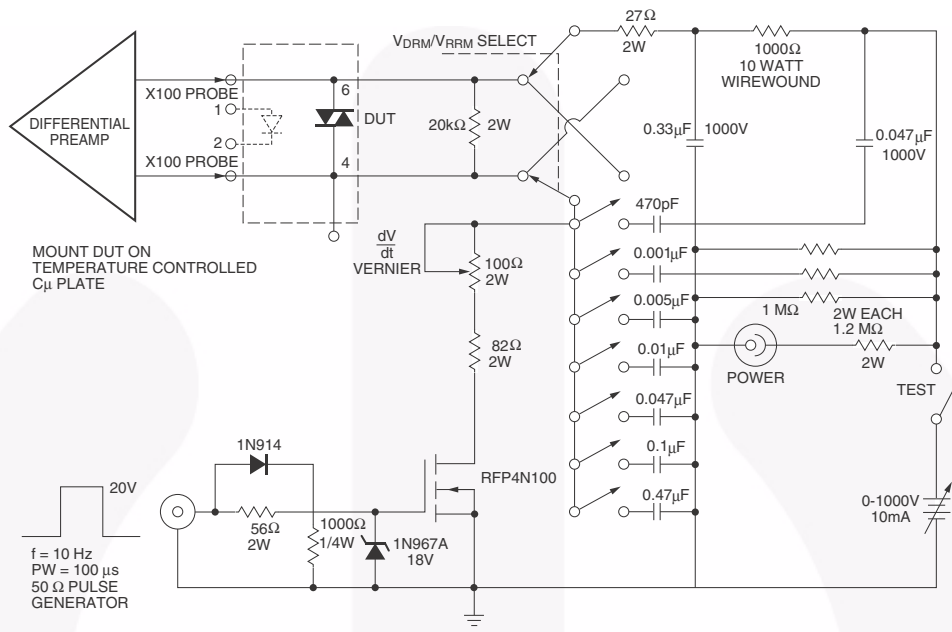 27Ω
2W
V_DRM/V_RRM SELECT
1000Ω
10 WATT
WIREWOUND
X100 PROBE
6
DUT
1
20kΩ
2W
DIFFERENTIAL
PREAMP
0.33μF
1000V
0.047μF
1000V
2
X100 PROBE
4
470pF
MOUNT DUT ON
TEMPERATURE CONTROLLED
Cμ PLATE
dV
dt
VERNIER
100Ω
2W
0.001μF
0.005μF
1 MΩ
2W EACH
1.2 MΩ
82Ω
2W
0.01μF
POWER
2W
TEST
0.047μF
1N914
RFP4N100
0.1μF
20V
0.47μF
0-1000V
10mA
56Ω
2W
1000Ω
1/4W
1N967A
18V
f = 10 Hz
PW = 100 μs
50 Ω PULSE
GENERATOR